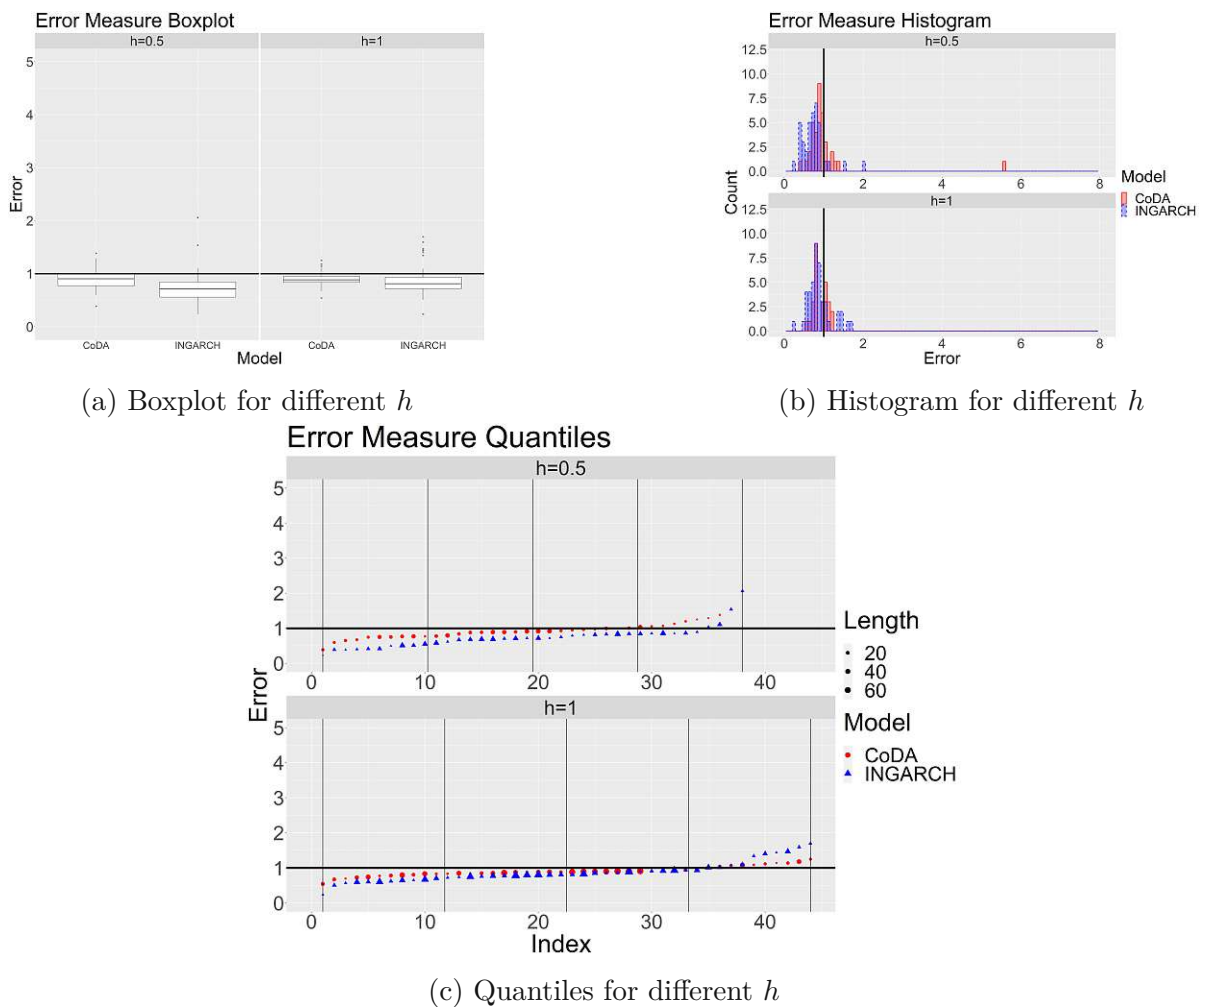 Error Measure Boxplot
h=0.5 h=1
5
4
3
2
1
0
Error
CoDA INGARCH CoDA INGARCH
Model
(a) Boxplot for different h
Error Measure Histogram
h=0.5
12.5
10.0
7.5
5.0
2.5
0.0
0 2 4 6 8
h=1
12.5
10.0
7.5
5.0
2.5
0.0
0 2 4 6 8
Count
Error
Model
CoDA
INGARCH
(b) Histogram for different h
Error Measure Quantiles
h=0.5
5
4
3
2
1
0
0 10 20 30 40
h=1
5
4
3
2
1
0
0 10 20 30 40
Error
Index
Length
20
40
60
Model
CoDA
INGARCH
(c) Quantiles for different h